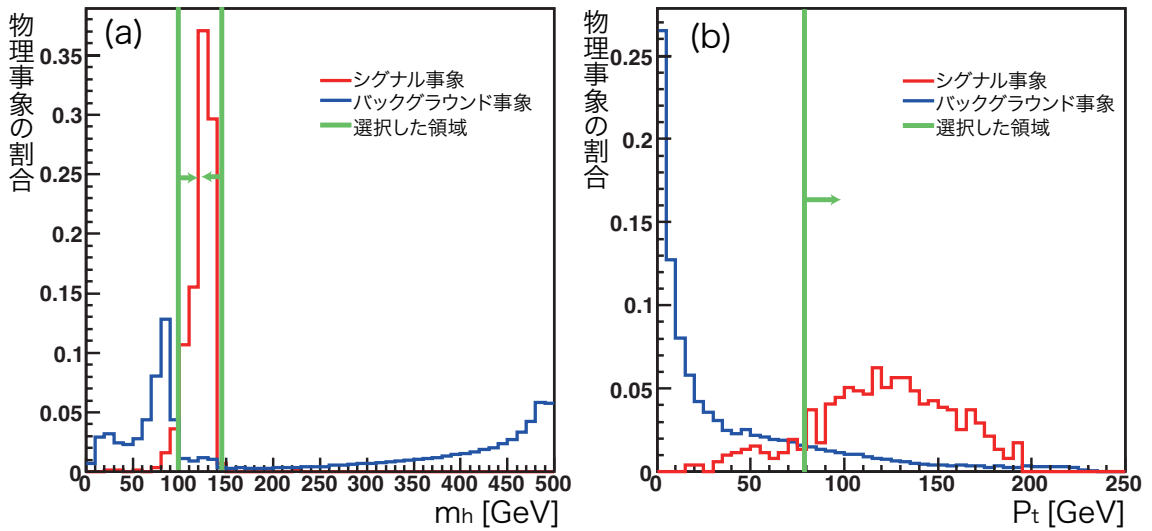 物理事象の割合
(a)
シグナル事象
バックグラウンド事象
選択した領域
0.35
0.3
0.25
0.2
0.15
0.1
0.05
0
0 50 100 150 200 250 300 350 400 450 500
mh [GeV]
物理事象の割合
(b)
シグナル事象
バックグラウンド事象
選択した領域
0.25
0.2
0.15
0.1
0.05
0
0 50 100 150 200 250
Pt [GeV]